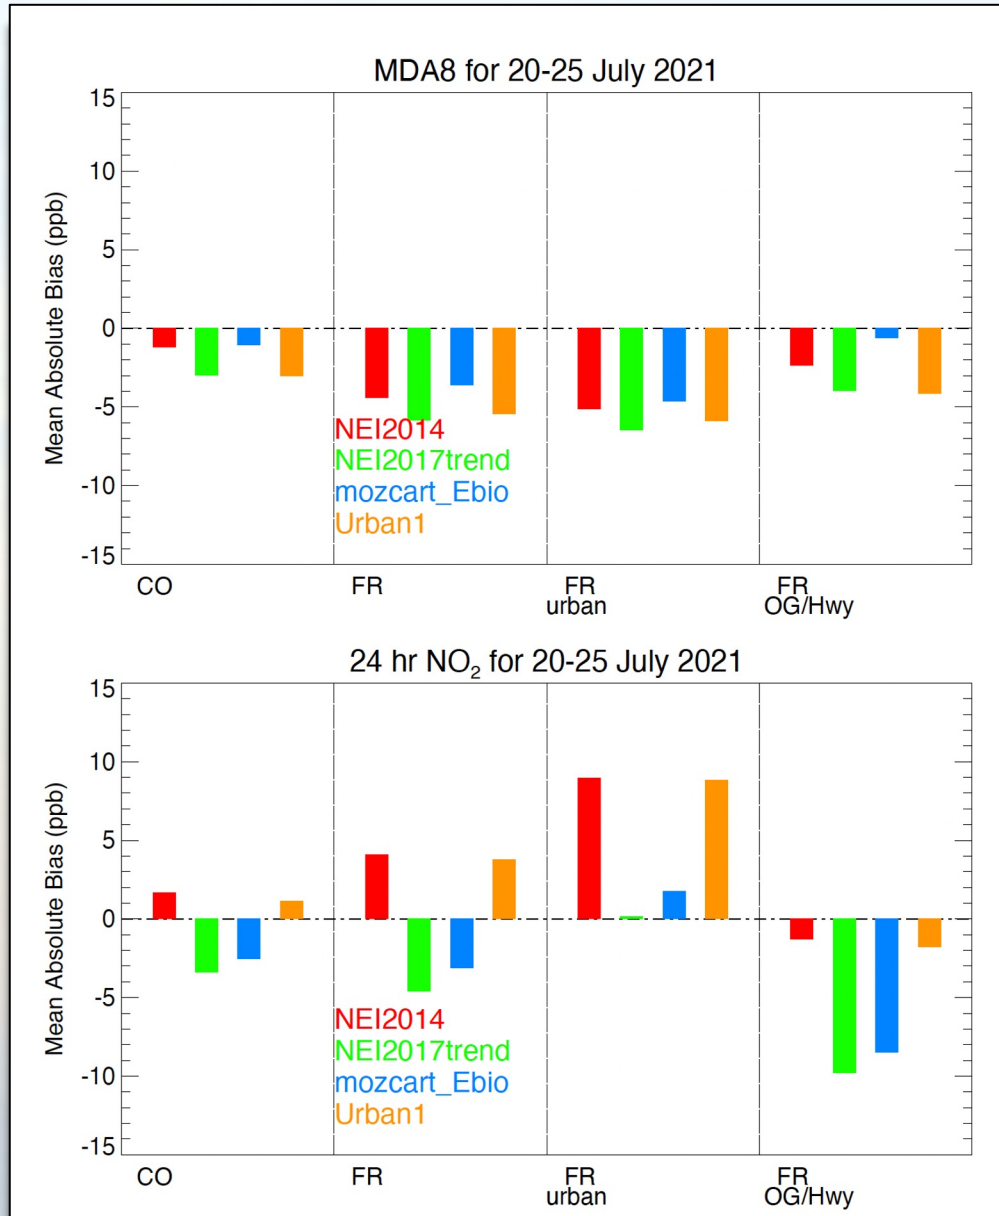 MDA8 for 20-25 July 2021
Mean Absolute Bias (ppb)
15
10
5
0
-5
-10
-15
NEI2014
NEI2017trend
mozcart_Ebio
Urban1
CO FR FR FR
urban OG/Hwy
24 hr NO₂ for 20-25 July 2021
Mean Absolute Bias (ppb)
15
10
5
0
-5
-10
-15
NEI2014
NEI2017trend
mozcart_Ebio
Urban1
CO FR FR FR
urban OG/Hwy